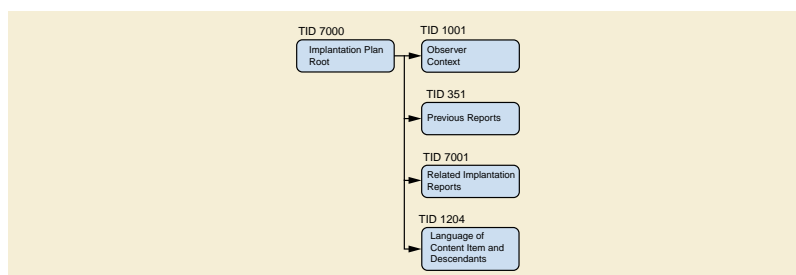 TID 7000
Implantation Plan
Root
TID 1001
Observer
Context
TID 351
Previous Reports
TID 7001
Related Implantation
Reports
TID 1204
Language of
Content Item and
Descendants